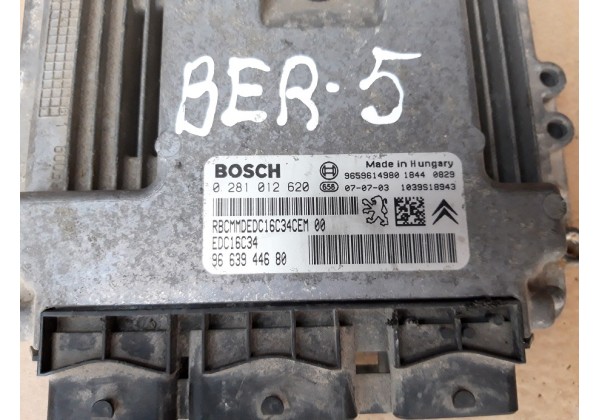 BER-5
BOSCH
Made in Hungary
9659614980 1844 0829
0 281 012 620 656 07-07-03 1039S18943
RBCMMDEDC16C34CEM 00
EDC16C34
96 639 446 80